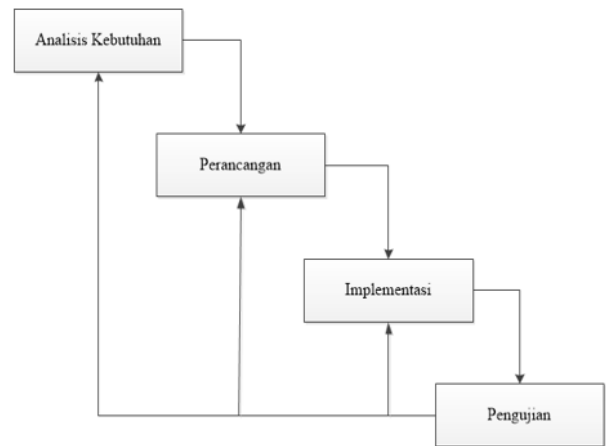 Analisis Kebutuhan
Perancangan
Implementasi
Pengujian